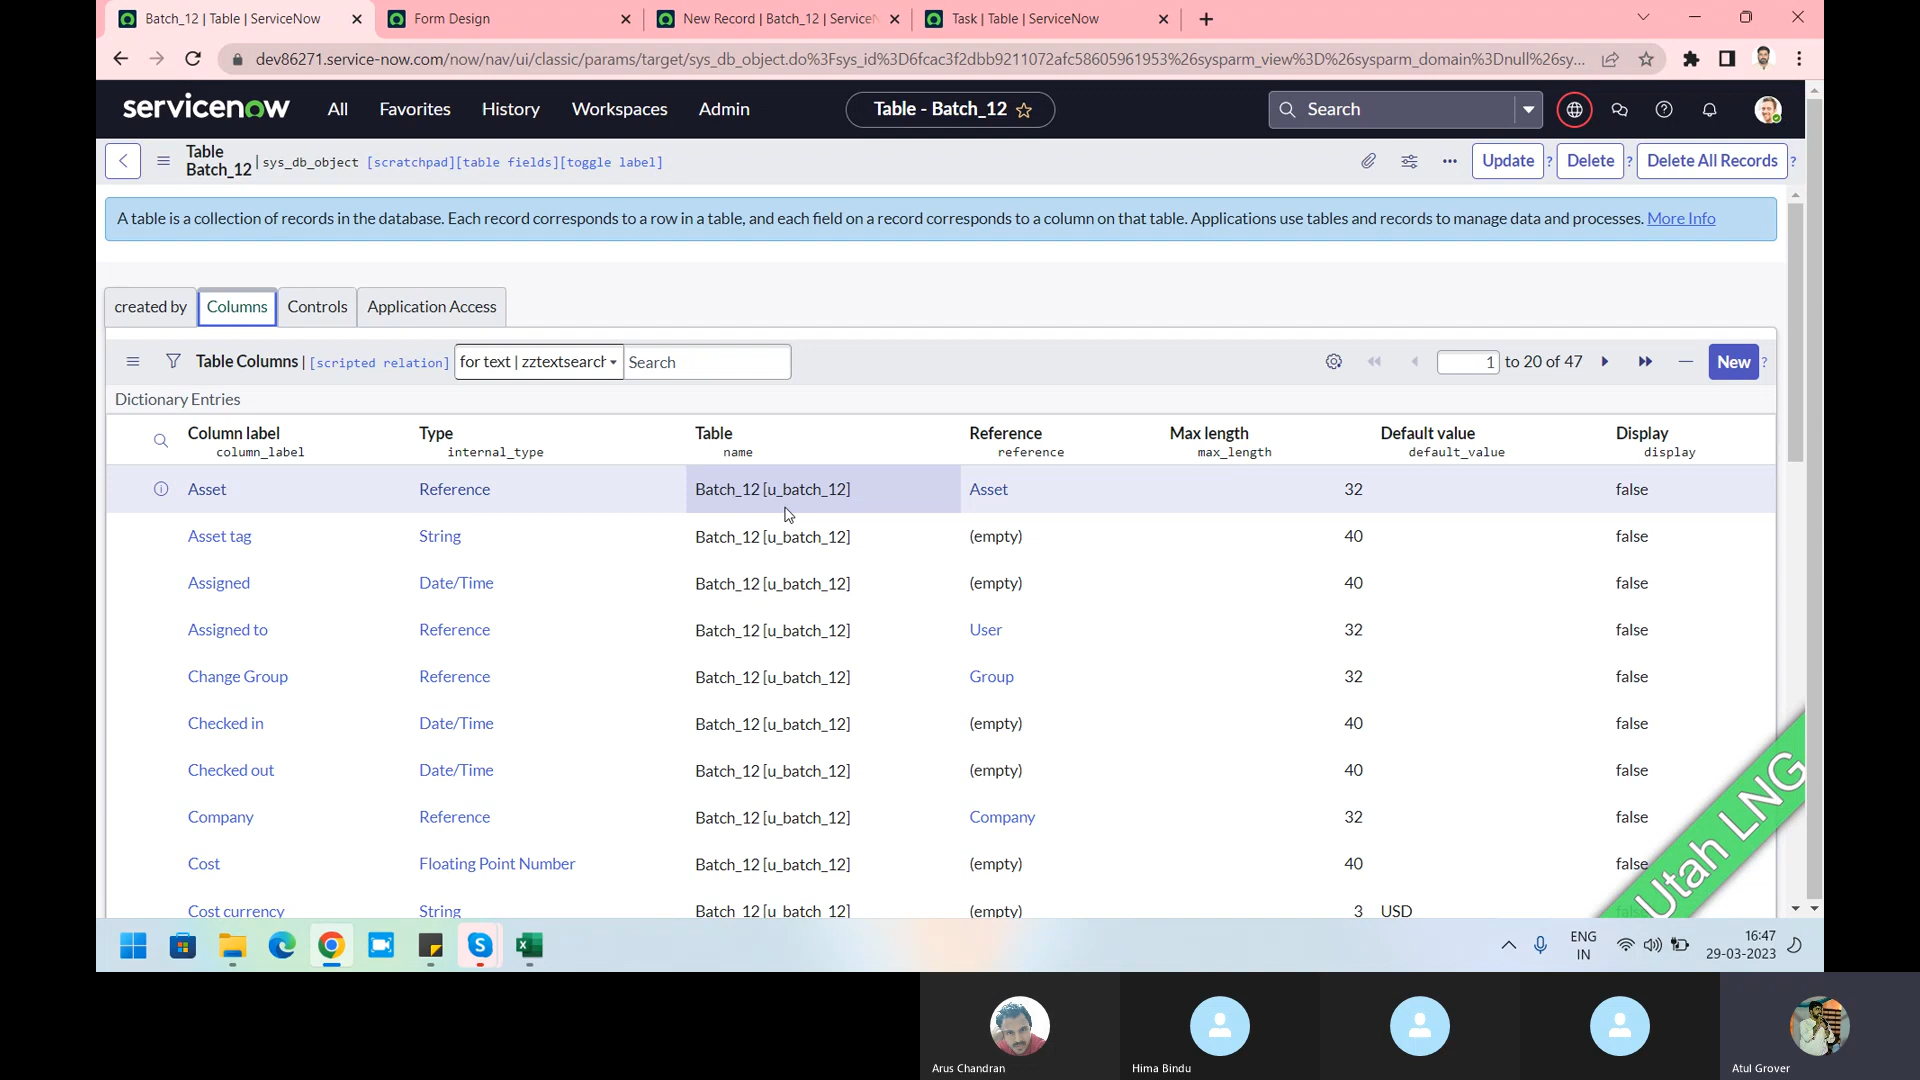 Batch_12 | Table | ServiceNow
Form Design
New Record | Batch_12 | Service
Task | Table | ServiceNow
dev86271.service-now.com/now/nav/ui/classic/params/target/sys_db_object.do%3Fsys_id%3D6fcac3f2dbb9211072afc58605961953%26sysparm_view%3D%26sysparm_domain%3Dnull%26sy...
servicenow
All
Favorites
History
Workspaces
Admin
Table - Batch_12
Search
Table
Batch_12
sys_db_object [scratchpad][table fields][toggle label]
Update ?
Delete ?
Delete All Records ?
A table is a collection of records in the database. Each record corresponds to a row in a table, and each field on a record corresponds to a column on that table. Applications use tables and records to manage data and processes. More Info
created by
Columns
Controls
Application Access
Table Columns | [scripted relation]
for text | zztextsearch
Search
1 to 20 of 47
New ?
Dictionary Entries
Column label Type Table Reference Max length Default value Display
column_label internal_type name reference max_length default_value display
Asset Reference Batch_12 [u_batch_12] Asset 32 false
Asset tag String Batch_12 [u_batch_12] (empty) 40 false
Assigned Date/Time Batch_12 [u_batch_12] (empty) 40 false
Assigned to Reference Batch_12 [u_batch_12] User 32 false
Change Group Reference Batch_12 [u_batch_12] Group 32 false
Checked in Date/Time Batch_12 [u_batch_12] (empty) 40 false
Checked out Date/Time Batch_12 [u_batch_12] (empty) 40 false
Company Reference Batch_12 [u_batch_12] Company 32 false
Cost Floating Point Number Batch_12 [u_batch_12] (empty) 40 false
Cost currency String Batch_12 [u_batch_12] (empty) 3 USD false
Utah LNG
ENG
IN
16:47
29-03-2023
Arus Chandran
Hima Bindu
Atul Grover